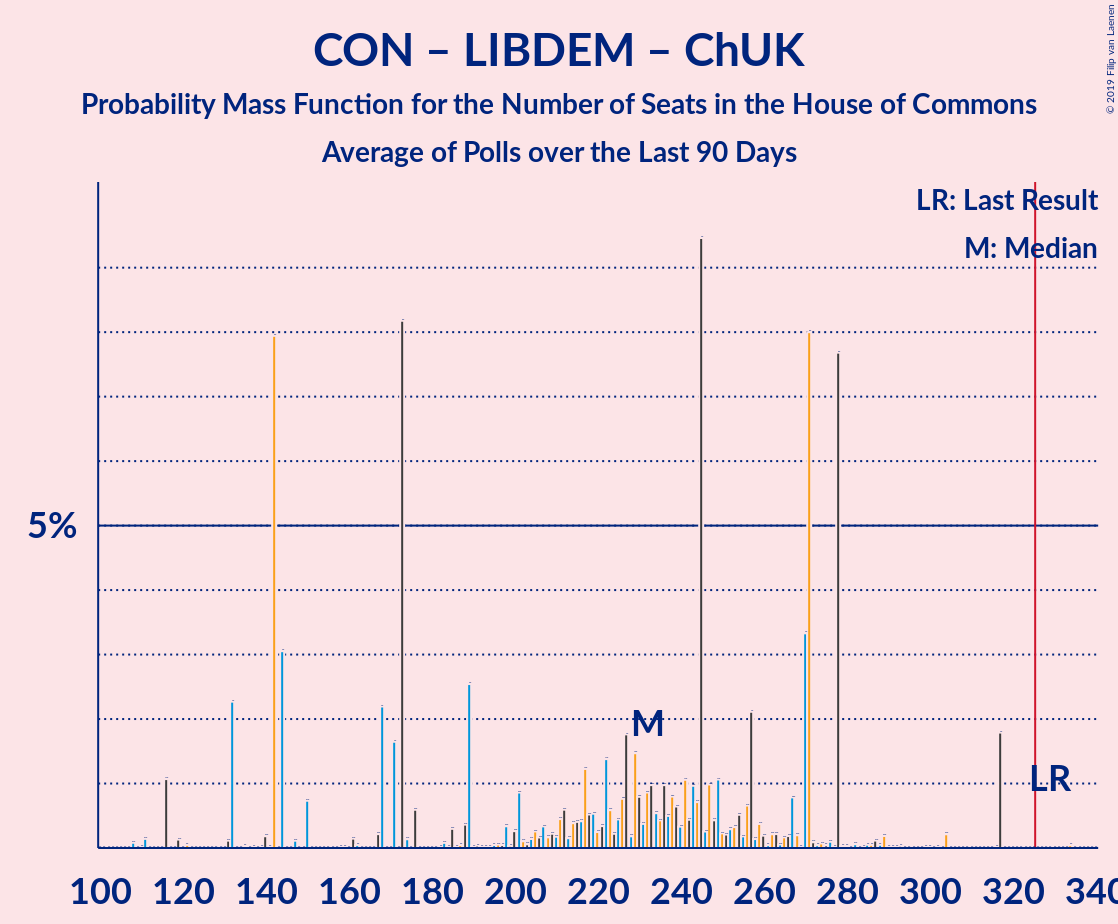 CON – LIBDEM – ChUK
Probability Mass Function for the Number of Seats in the House of Commons
Average of Polls over the Last 90 Days
© 2019 Filip van Laenen
LR: Last Result
M: Median
5%
M
LR
100 120 140 160 180 200 220 240 260 280 300 320 340